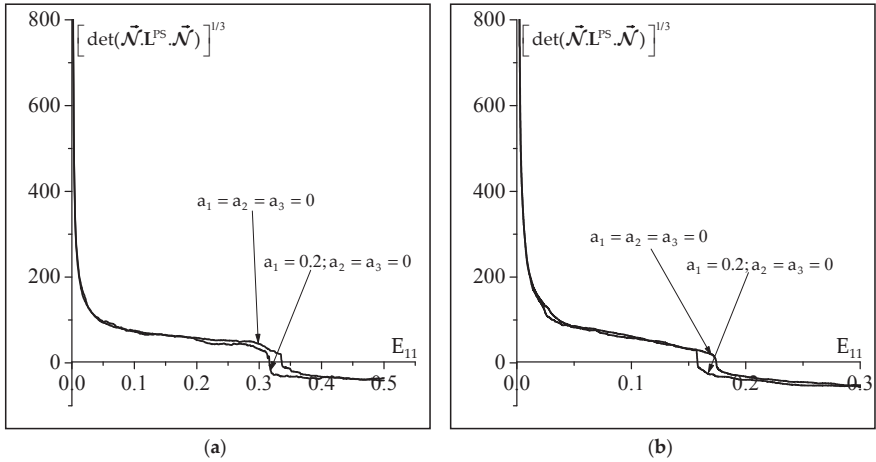 800
[det(𝓝⃗.L^PS.𝓝⃗)]^1/3
600
400
a₁ = a₂ = a₃ = 0
a₁ = 0.2; a₂ = a₃ = 0
200
E₁₁
0
0.0 0.1 0.2 0.3 0.4 0.5
(a)
800
[det(𝓝⃗.L^PS.𝓝⃗)]^1/3
600
400
a₁ = a₂ = a₃ = 0
a₁ = 0.2; a₂ = a₃ = 0
200
E₁₁
0
0.0 0.1 0.2 0.3
(b)